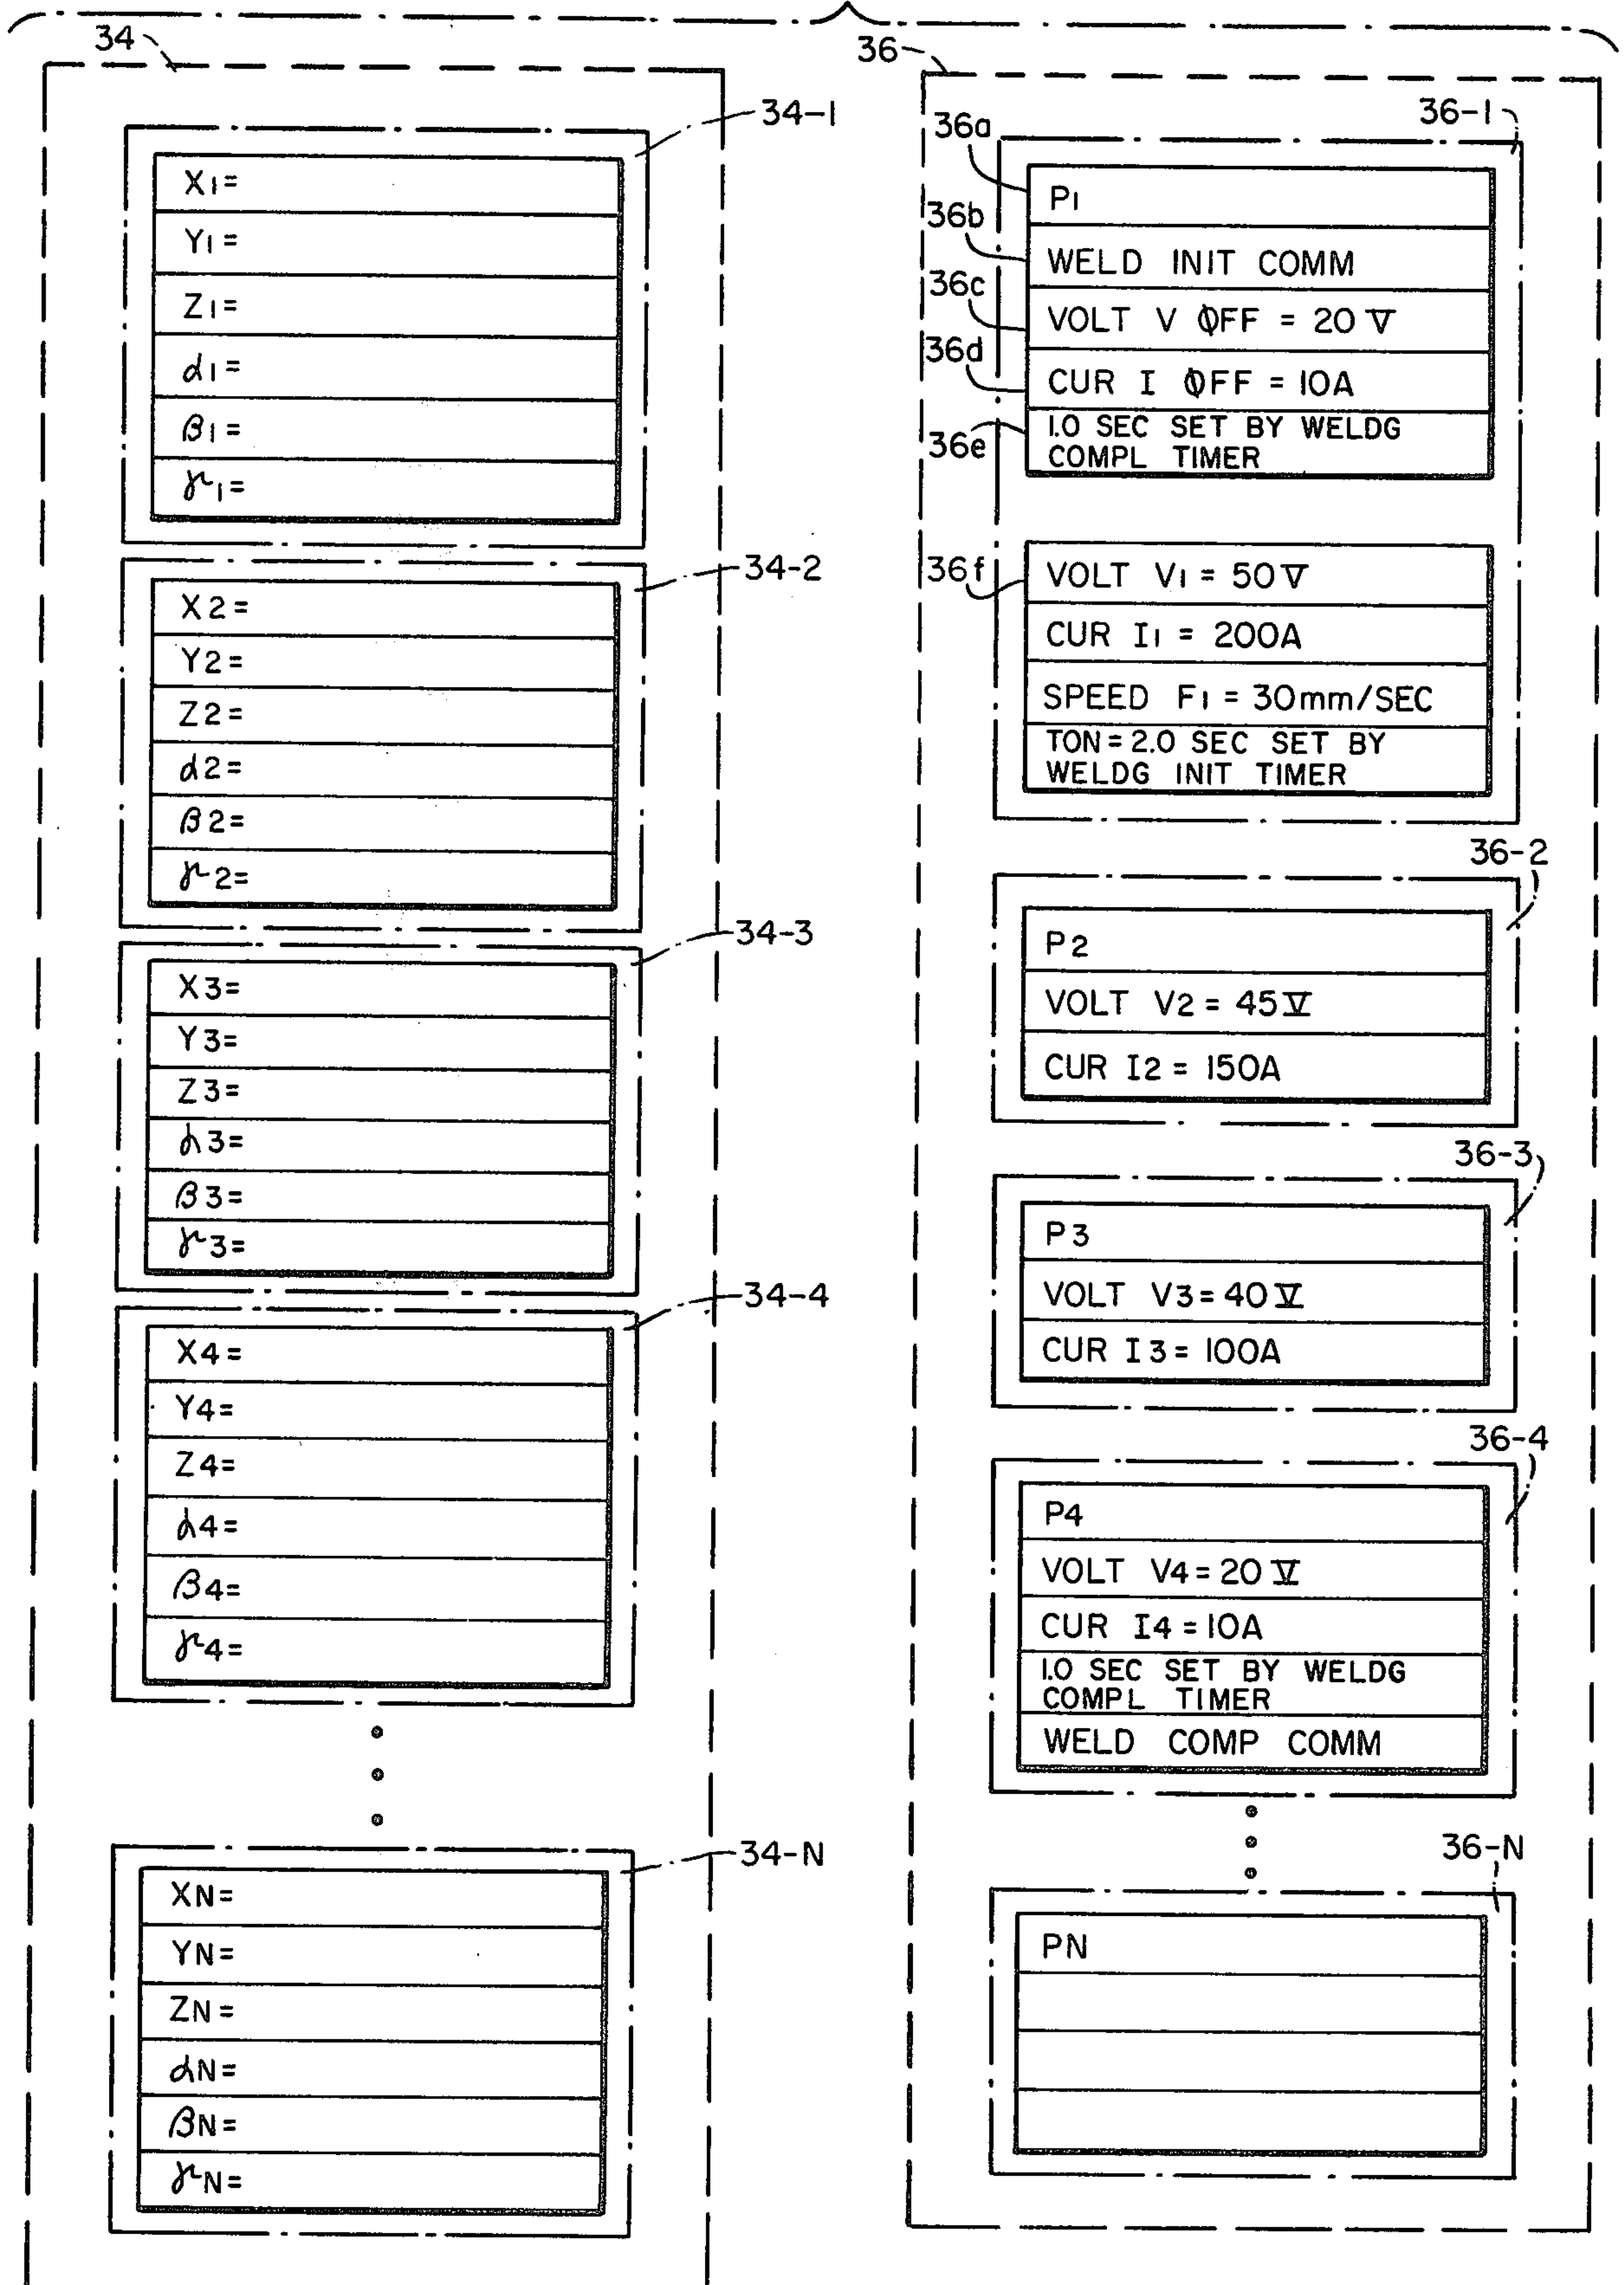 34
34-1
X1=
Y1=
Z1=
α1=
β1=
γ1=
34-2
X2=
Y2=
Z2=
α2=
β2=
γ2=
34-3
X3=
Y3=
Z3=
α3=
β3=
γ3=
34-4
X4=
Y4=
Z4=
α4=
β4=
γ4=
34-N
XN=
YN=
ZN=
αN=
βN=
γN=
36
36-1
36a
P1
36b
WELD INIT COMM
36c
VOLT V ΦFF = 20 V
36d
CUR I ΦFF = 10A
36e
1.0 SEC SET BY WELDG
COMPL TIMER
36f
VOLT V1 = 50 V
CUR I1 = 200A
SPEED F1 = 30mm/SEC
TON = 2.0 SEC SET BY
WELDG INIT TIMER
36-2
P2
VOLT V2 = 45 V
CUR I2 = 150A
36-3
P3
VOLT V3 = 40 V
CUR I3 = 100A
36-4
P4
VOLT V4 = 20 V
CUR I4 = 10A
1.0 SEC SET BY WELDG
COMPL TIMER
WELD COMP COMM
36-N
PN